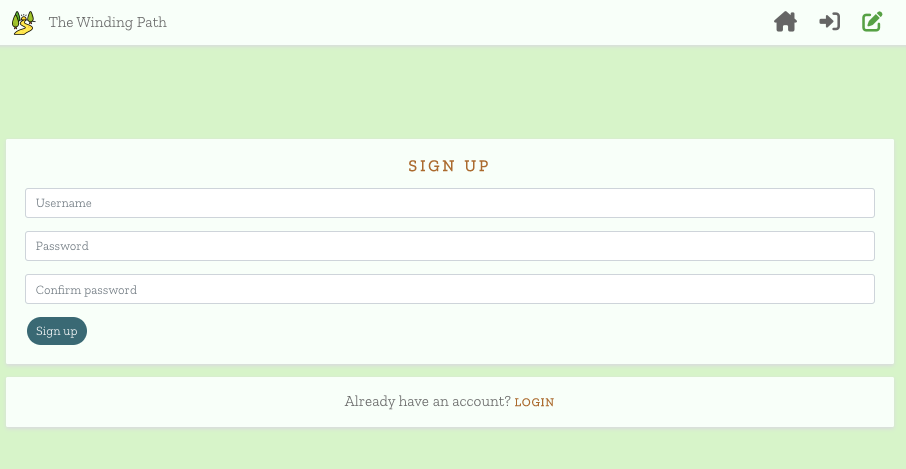 The Winding Path
SIGN UP
Username
Password
Confirm password
Sign up
Already have an account? LOGIN